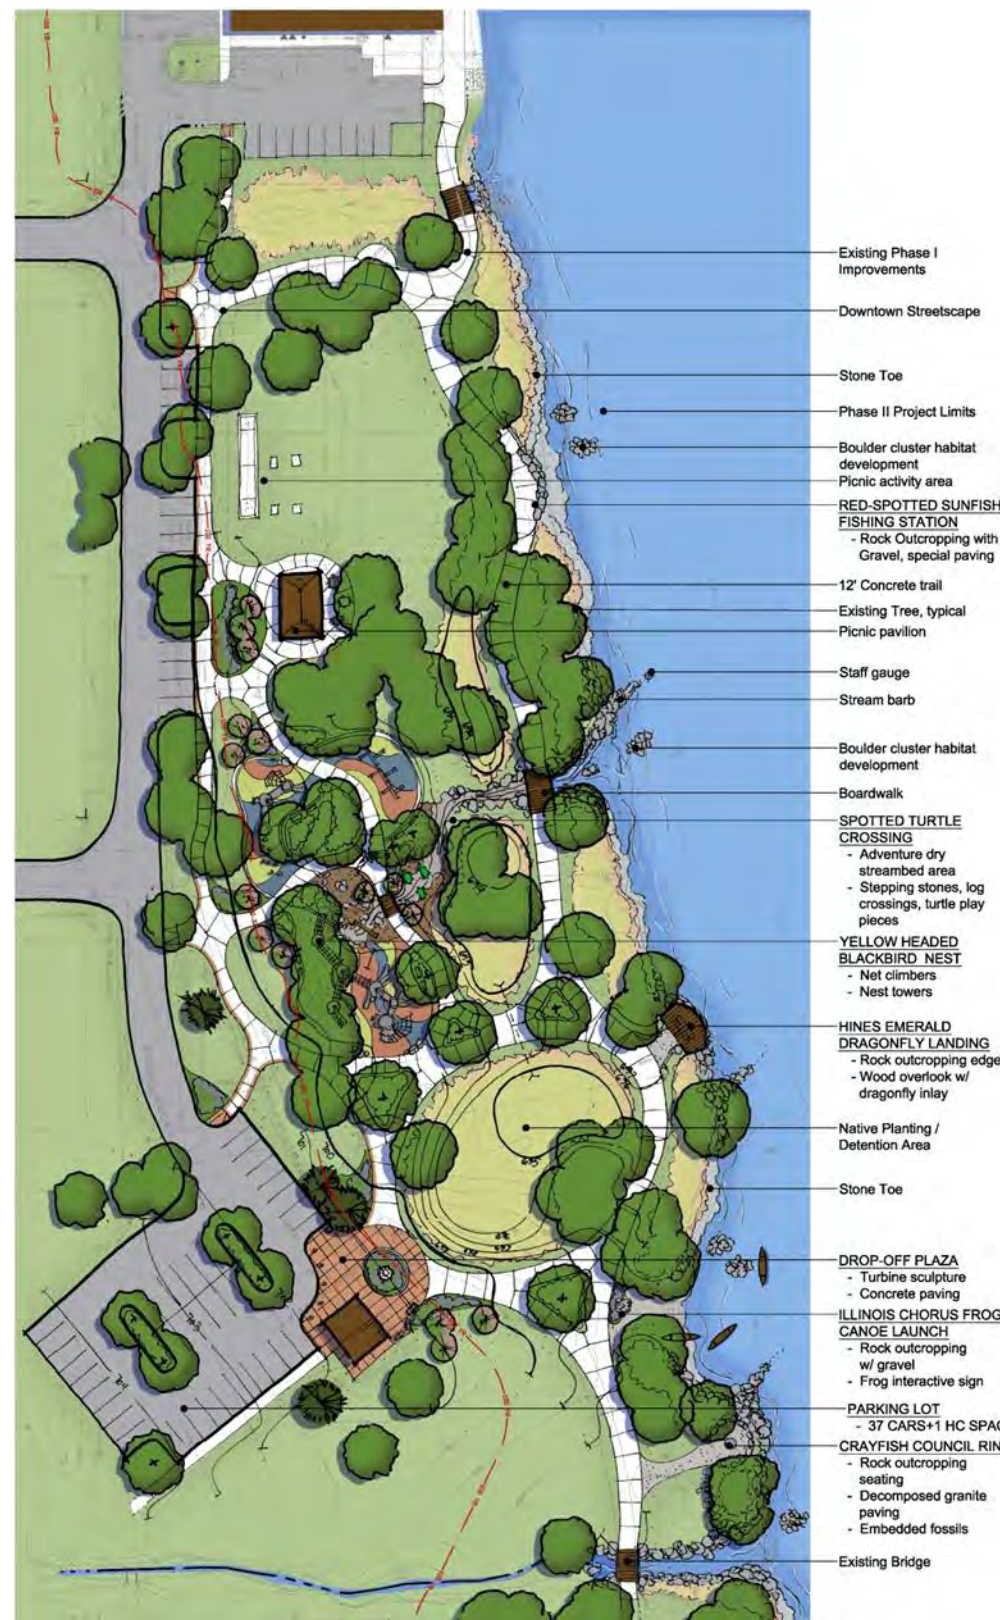 Existing Phase I
Improvements
Downtown Streetscape
Stone Toe
Phase II Project Limits
Boulder cluster habitat
development
Picnic activity area
RED-SPOTTED SUNFISH
FISHING STATION
- Rock Outcropping with
Gravel, special paving
12' Concrete trail
Existing Tree, typical
Picnic pavilion
Staff gauge
Stream barb
Boulder cluster habitat
development
Boardwalk
SPOTTED TURTLE
CROSSING
- Adventure dry
streambed area
- Stepping stones, log
crossings, turtle play
pieces
YELLOW HEADED
BLACKBIRD NEST
- Net climbers
- Nest towers
HINES EMERALD
DRAGONFLY LANDING
- Rock outcropping edge
- Wood overlook w/
dragonfly inlay
Native Planting /
Detention Area
Stone Toe
DROP-OFF PLAZA
- Turbine sculpture
- Concrete paving
ILLINOIS CHORUS FROG
CANOE LAUNCH
- Rock outcropping
w/ gravel
- Frog interactive sign
PARKING LOT
- 37 CARS+1 HC SPAC
CRAYFISH COUNCIL RIN
- Rock outcropping
seating
- Decomposed granite
paving
- Embedded fossils
Existing Bridge